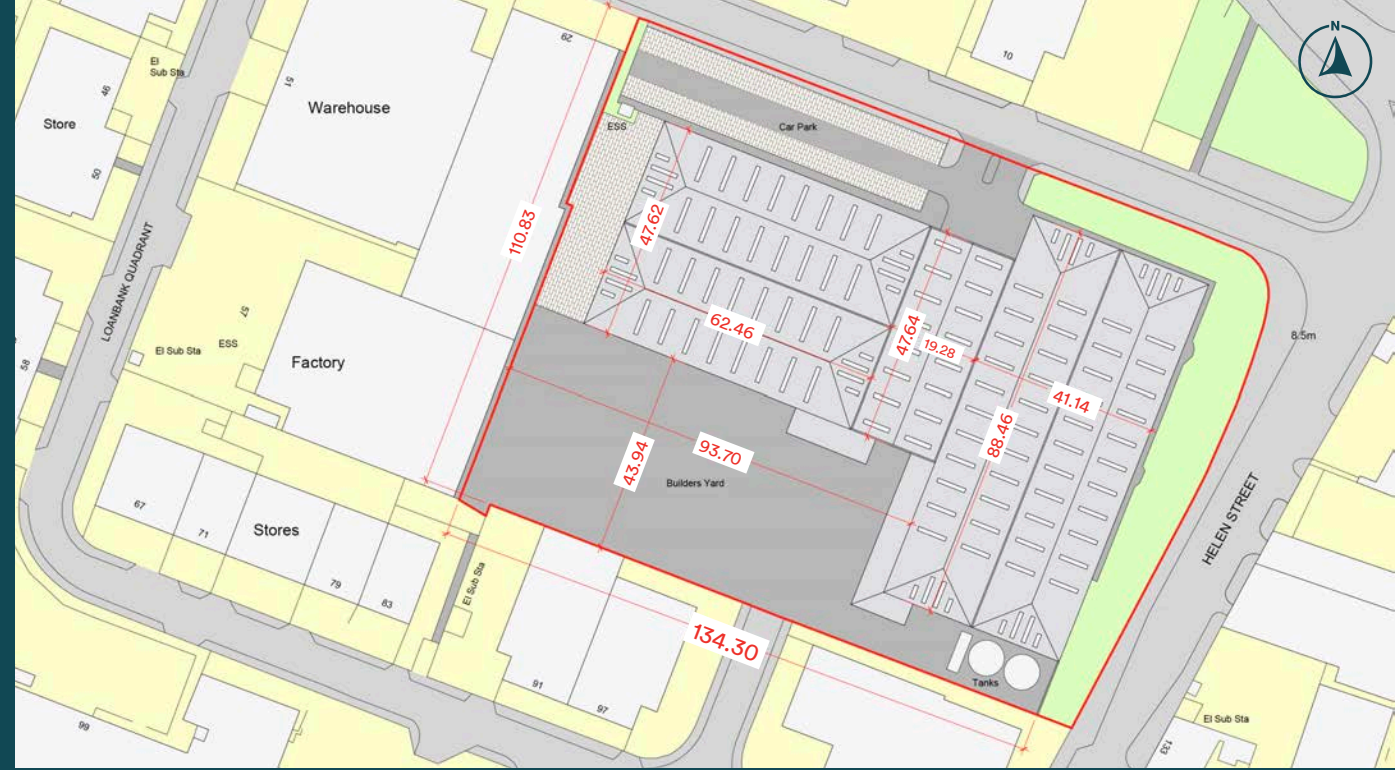 N
29
10
El
Sub Sta
46
51
Warehouse
Store
ESS
Car Park
50
47.62
110.83
LOANBANK QUADRANT
57
62.46
47.64
19.28
8.5m
El Sub Sta
ESS
Factory
58
41.14
88.46
93.70
43.94
Builders Yard
HELEN STREET
67
71
Stores
79
83
El Sub Sta
134.30
91
97
Tanks
99
El Sub Sta
133